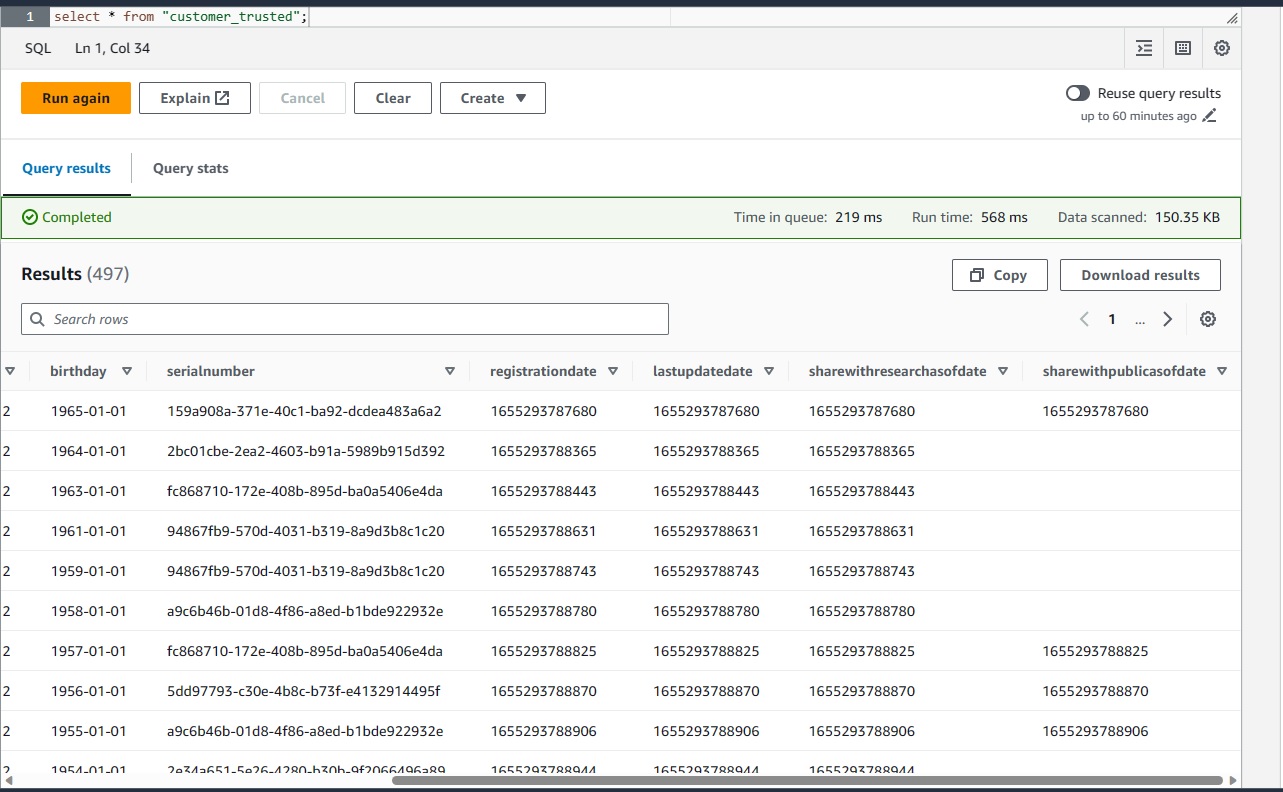 1 select * from "customer_trusted";
SQL Ln 1, Col 34
Run again Explain Cancel Clear Create
Reuse query results
up to 60 minutes ago
Query results Query stats
Completed Time in queue: 219 ms Run time: 568 ms Data scanned: 150.35 KB
Results (497) Copy Download results
Search rows 1 ...
birthday serialnumber registrationdate lastupdatedate sharewithresearchasofdate sharewithpublicasofdate
2 1965-01-01 159a908a-371e-40c1-ba92-dcdea483a6a2 1655293787680 1655293787680 1655293787680 1655293787680
2 1964-01-01 2bc01cbe-2ea2-4603-b91a-5989b915d392 1655293788365 1655293788365 1655293788365
2 1963-01-01 fc868710-172e-408b-895d-ba0a5406e4da 1655293788443 1655293788443 1655293788443
2 1961-01-01 94867fb9-570d-4031-b319-8a9d3b8c1c20 1655293788631 1655293788631 1655293788631
2 1959-01-01 94867fb9-570d-4031-b319-8a9d3b8c1c20 1655293788743 1655293788743 1655293788743
2 1958-01-01 a9c6b46b-01d8-4f86-a8ed-b1bde922932e 1655293788780 1655293788780 1655293788780
2 1957-01-01 fc868710-172e-408b-895d-ba0a5406e4da 1655293788825 1655293788825 1655293788825 1655293788825
2 1956-01-01 5dd97793-c30e-4b8c-b73f-e4132914495f 1655293788870 1655293788870 1655293788870 1655293788870
2 1955-01-01 a9c6b46b-01d8-4f86-a8ed-b1bde922932e 1655293788906 1655293788906 1655293788906 1655293788906
2 1954-01-01 2e34a651-5e26-4280-b30b-9f2066496a89 1655293788944 1655293788944 1655293788944